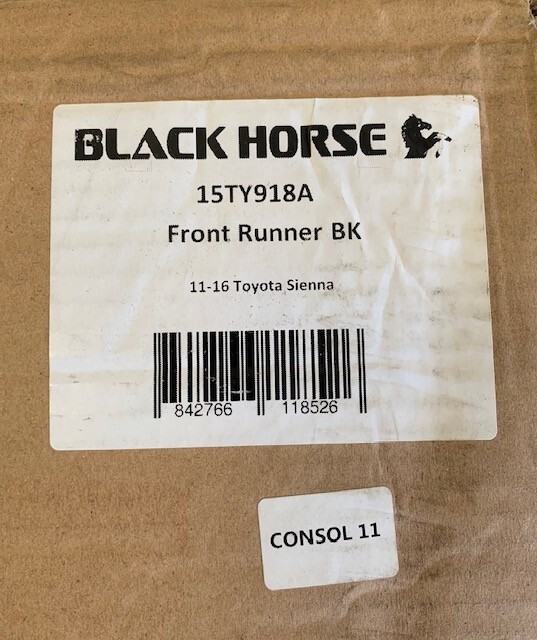 BLACK HORSE
15TY918A
Front Runner BK
11-16 Toyota Sienna
842766 118526
CONSOL 11